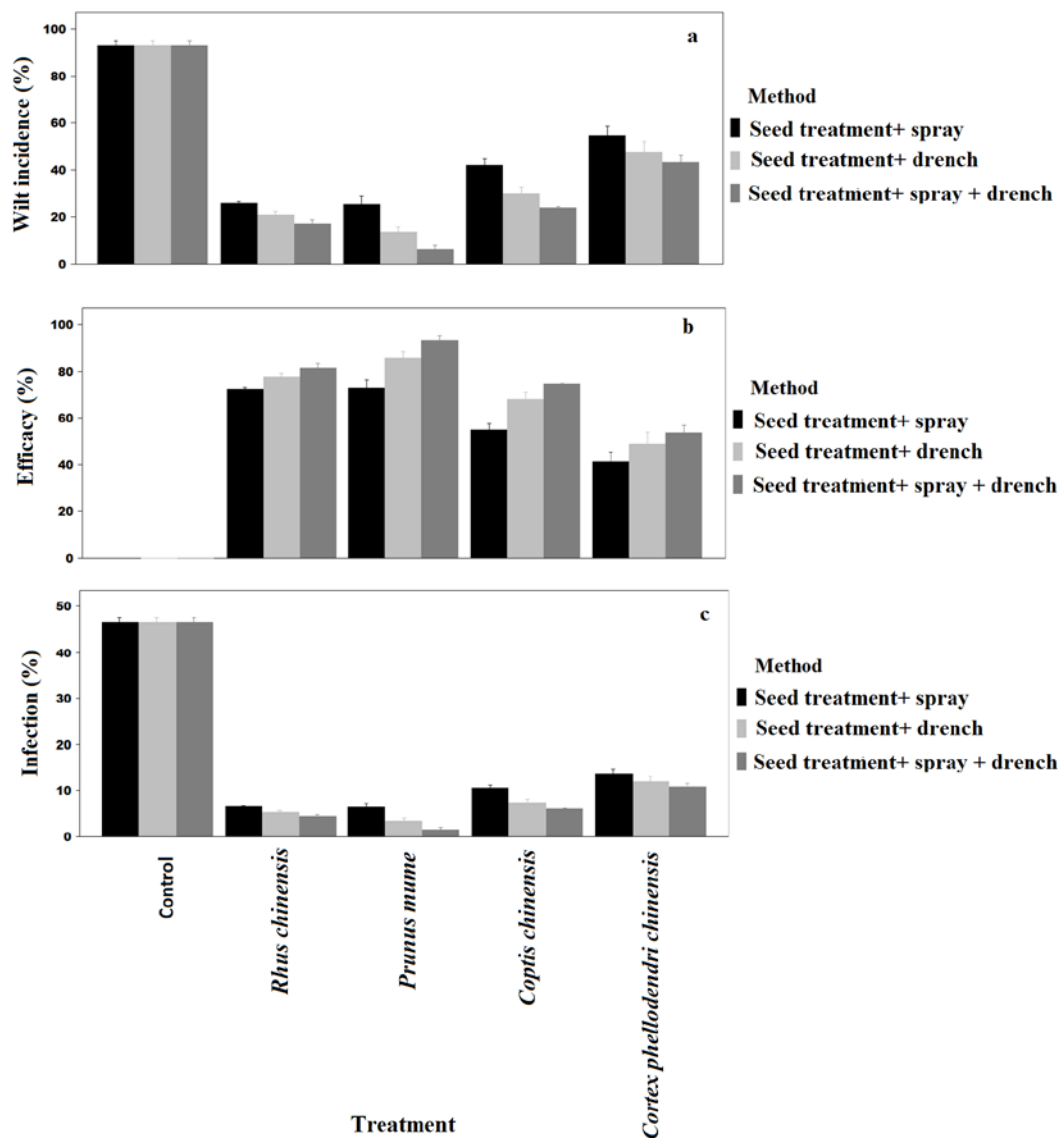 a
Wilt incidence (%)
100
80
60
40
20
0
Method
Seed treatment+ spray
Seed treatment+ drench
Seed treatment+ spray + drench
b
Efficacy (%)
100
80
60
40
20
0
Method
Seed treatment+ spray
Seed treatment+ drench
Seed treatment+ spray + drench
c
Infection (%)
50
40
30
20
10
0
Method
Seed treatment+ spray
Seed treatment+ drench
Seed treatment+ spray + drench
Control
Rhus chinensis
Prunus mume
Coptis chinensis
Cortex phellodendri chinensis
Treatment